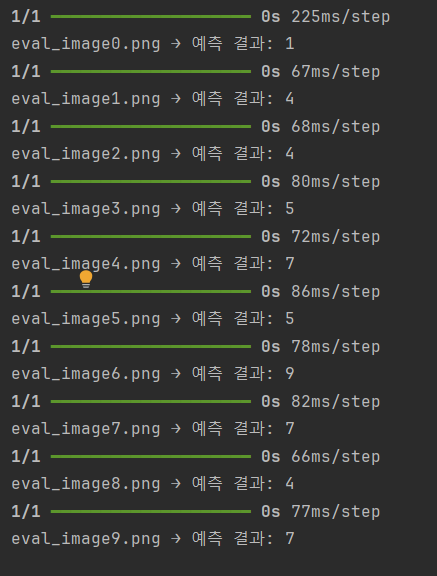 1/1 ━━━━━━━━━━━━━━━━━━━━ 0s 225ms/step
eval_image0.png → 예측 결과: 1
1/1 ━━━━━━━━━━━━━━━━━━━━ 0s 67ms/step
eval_image1.png → 예측 결과: 4
1/1 ━━━━━━━━━━━━━━━━━━━━ 0s 68ms/step
eval_image2.png → 예측 결과: 4
1/1 ━━━━━━━━━━━━━━━━━━━━ 0s 80ms/step
eval_image3.png → 예측 결과: 5
1/1 ━━━━━━━━━━━━━━━━━━━━ 0s 72ms/step
eval_image4.png → 예측 결과: 7
1/1 ━━━━━━━━━━━━━━━━━━━━ 0s 86ms/step
eval_image5.png → 예측 결과: 5
1/1 ━━━━━━━━━━━━━━━━━━━━ 0s 78ms/step
eval_image6.png → 예측 결과: 9
1/1 ━━━━━━━━━━━━━━━━━━━━ 0s 82ms/step
eval_image7.png → 예측 결과: 7
1/1 ━━━━━━━━━━━━━━━━━━━━ 0s 66ms/step
eval_image8.png → 예측 결과: 4
1/1 ━━━━━━━━━━━━━━━━━━━━ 0s 77ms/step
eval_image9.png → 예측 결과: 7